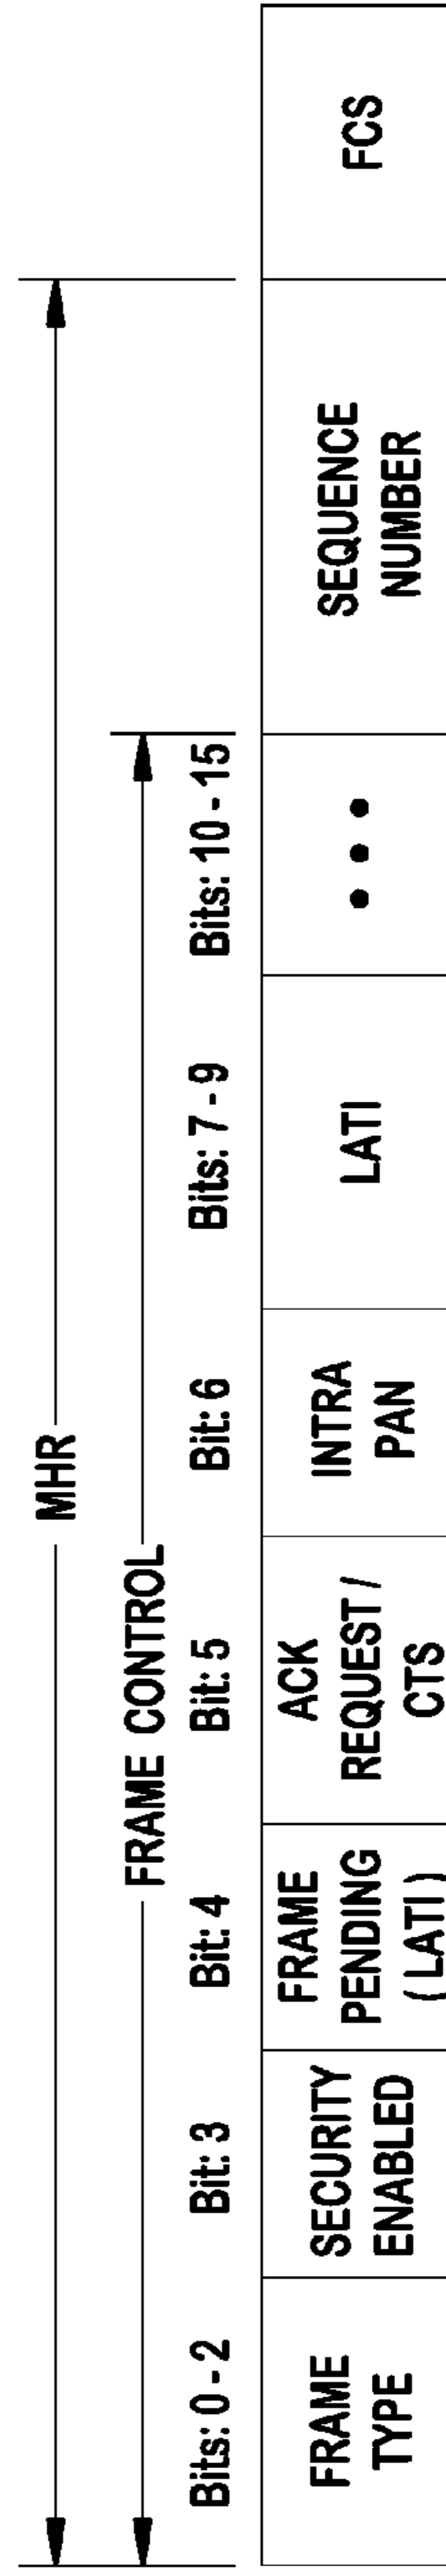 MHR
FRAME CONTROL
Bits: 0 - 2
Bit: 3
Bit: 4
Bit: 5
Bit: 6
Bits: 7 - 9
Bits: 10 - 15
FRAME
TYPE
SECURITY
ENABLED
FRAME
PENDING
( LATI )
ACK
REQUEST /
CTS
INTRA
PAN
LATI
• • •
SEQUENCE
NUMBER
FCS